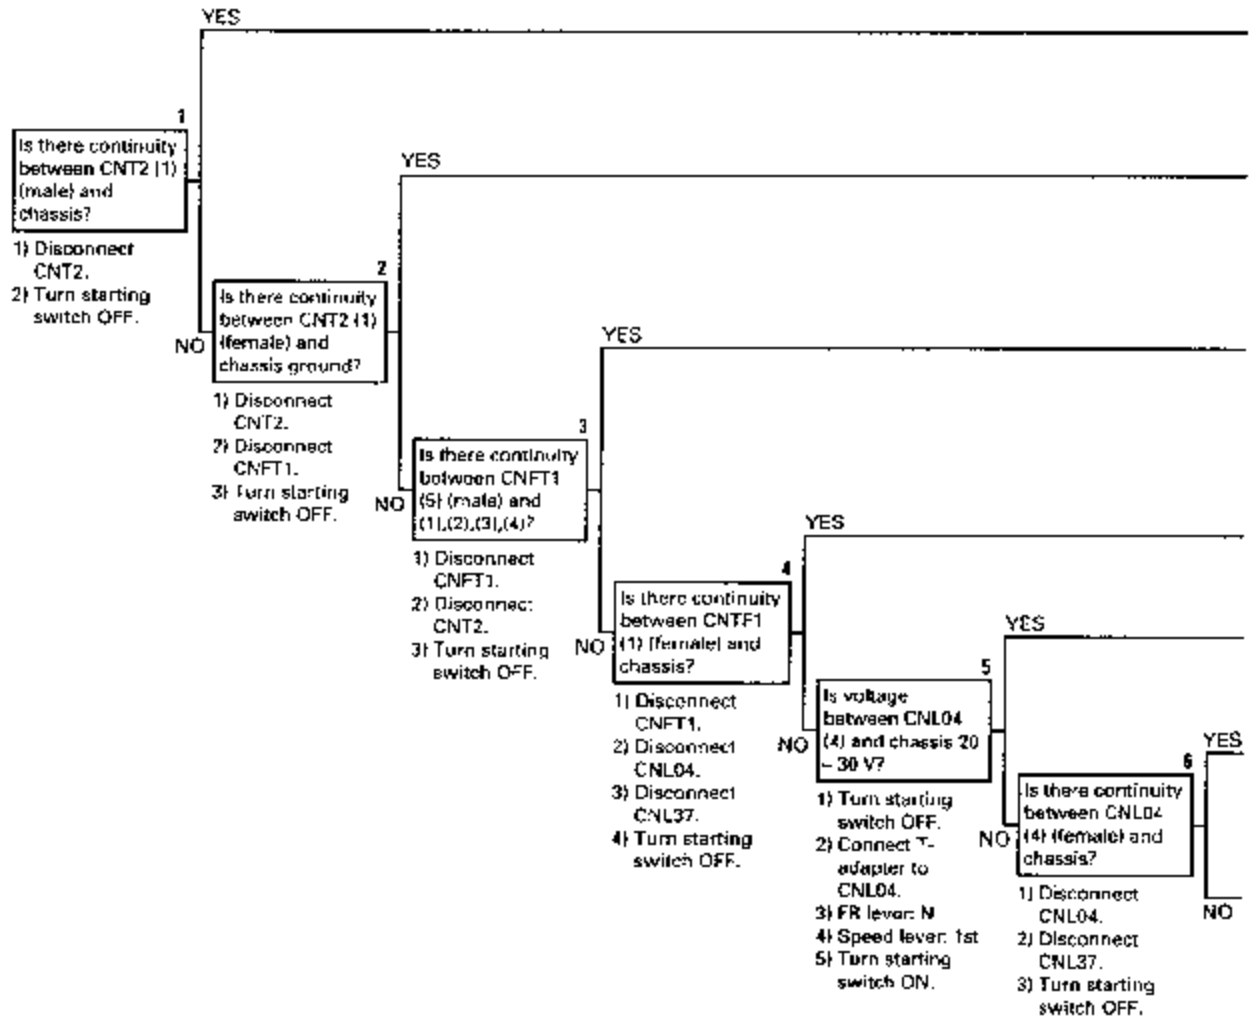 YES
1
Is there continuity
between CNT2 (1)
(male) and
chassis?
1) Disconnect
CNT2.
2) Turn starting
switch OFF.
NO
YES
2
Is there continuity
between CNT2 (1)
(female) and
chassis ground?
1) Disconnect
CNT2.
2) Disconnect
CNFT1.
3) Turn starting
switch OFF.
NO
YES
3
Is there continuity
between CNFT1
(5) (male) and
(1),(2),(3),(4)?
1) Disconnect
CNFT1.
2) Disconnect
CNT2.
3) Turn starting
switch OFF.
NO
YES
4
Is there continuity
between CNTF1
(1) (female) and
chassis?
1) Disconnect
CNFT1.
2) Disconnect
CNL04.
3) Disconnect
CNL37.
4) Turn starting
switch OFF.
NO
YES
5
Is voltage
between CNL04
(4) and chassis 20
– 30 V?
1) Turn starting
switch OFF.
2) Connect T-
adapter to
CNL04.
3) FR lever: N
4) Speed lever: 1st
5) Turn starting
switch ON.
NO
YES
6
Is there continuity
between CNL04
(4) (female) and
chassis?
1) Disconnect
CNL04.
2) Disconnect
CNL37.
3) Turn starting
switch OFF.
NO